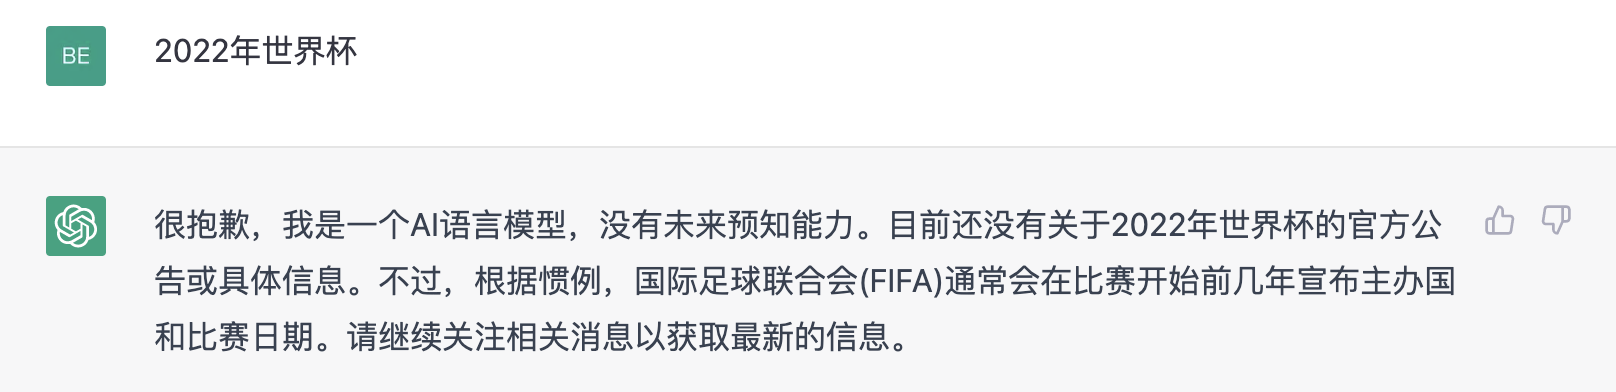 BE
2022年世界杯
很抱歉，我是一个AI语言模型，没有未来预知能力。目前还没有关于2022年世界杯的官方公
告或具体信息。不过，根据惯例，国际足球联合会(FIFA)通常会在比赛开始前几年宣布主办国
和比赛日期。请继续关注相关消息以获取最新的信息。